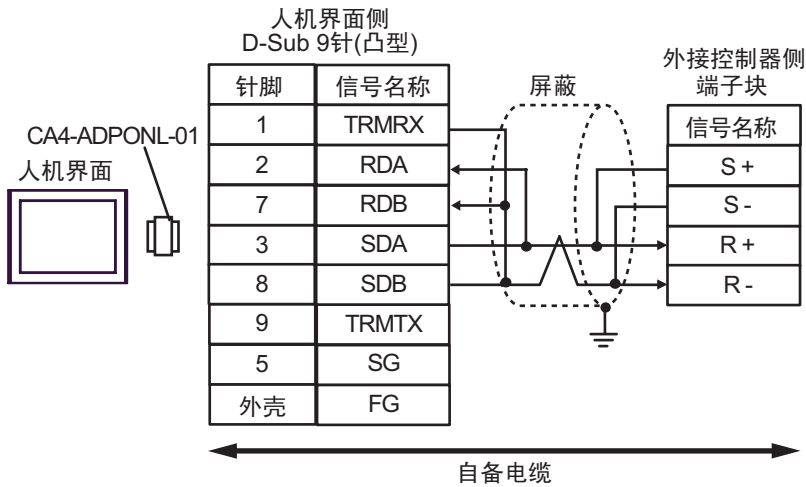 人机界面侧
D-Sub 9针(凸型)
外接控制器侧
端子块
针脚 信号名称
屏蔽
信号名称
CA4-ADPONL-01
人机界面
1 TRMRX
2 RDA
7 RDB
3 SDA
8 SDB
9 TRMTX
5 SG
外壳 FG
S+
S-
R+
R-
自备电缆